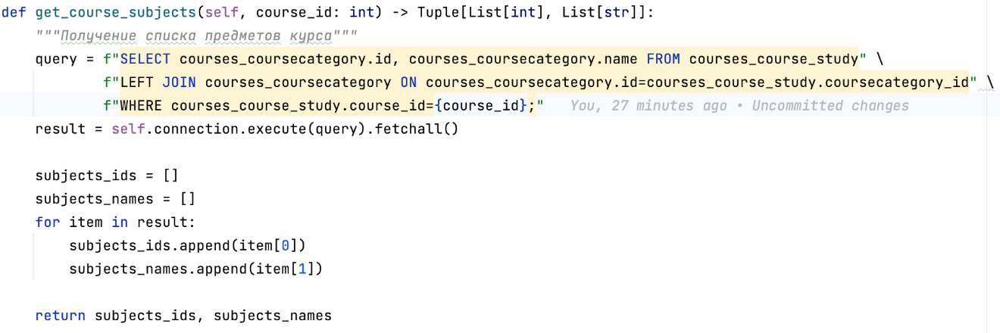 def get_course_subjects(self, course_id: int) -> Tuple[List[int], List[str]]:
    """Получение списка предметов курса"""
    query = f"SELECT courses_coursecategory.id, courses_coursecategory.name FROM courses_course_study" \
            f"LEFT JOIN courses_coursecategory ON courses_coursecategory.id=courses_course_study.coursecategory_id" \
            f"WHERE courses_course_study.course_id={course_id};"   You, 27 minutes ago • Uncommitted changes
    result = self.connection.execute(query).fetchall()

    subjects_ids = []
    subjects_names = []
    for item in result:
        subjects_ids.append(item[0])
        subjects_names.append(item[1])

    return subjects_ids, subjects_names